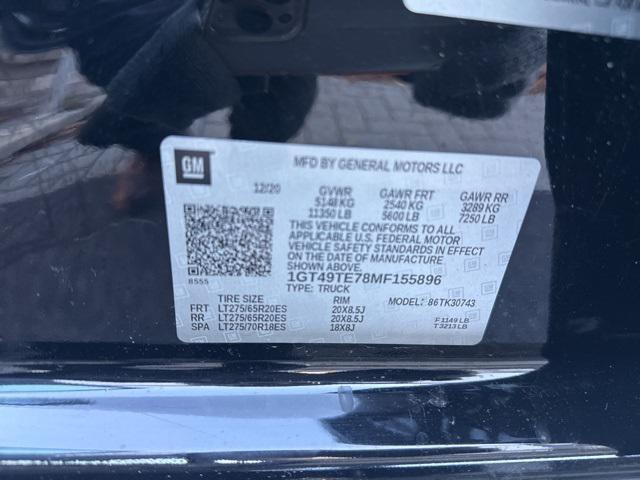 GM
MFD BY GENERAL MOTORS LLC
12/20 GVWR GAWR FRT GAWR RR
5148 KG 2540 KG 3289 KG
11350 LB 5600 LB 7250 LB
THIS VEHICLE CONFORMS TO ALL
APPLICABLE U.S. FEDERAL MOTOR
VEHICLE SAFETY STANDARDS IN EFFECT
ON THE DATE OF MANUFACTURE
SHOWN ABOVE.
8555 1GT49TE78MF155896
TYPE: TRUCK
TIRE SIZE RIM MODEL: 86TK30743
FRT LT275/65R20ES 20X8.5J
RR LT275/65R20ES 20X8.5J F 1149 LB
SPA LT275/70R18ES 18X8J T 3213 LB